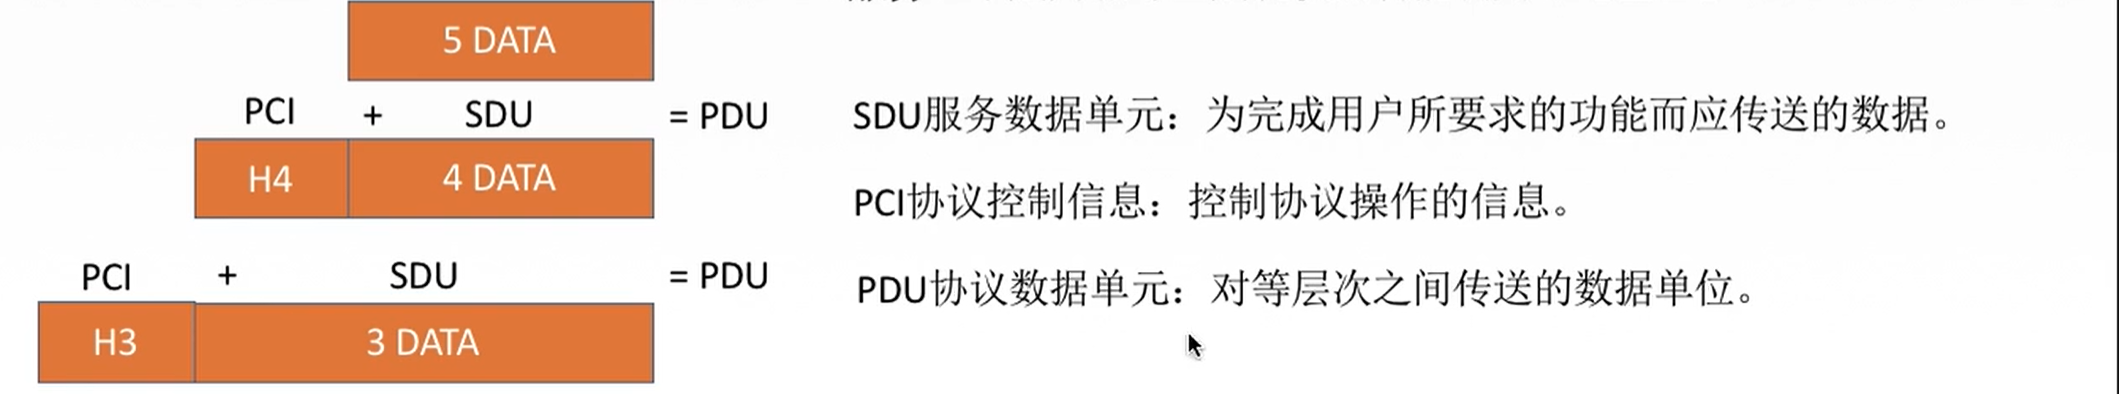 5 DATA
PCI + SDU = PDU
H4 4 DATA
PCI + SDU = PDU
H3 3 DATA
SDU服务数据单元：为完成用户所要求的功能而应传送的数据。
PCI协议控制信息：控制协议操作的信息。
PDU协议数据单元：对等层次之间传送的数据单位。